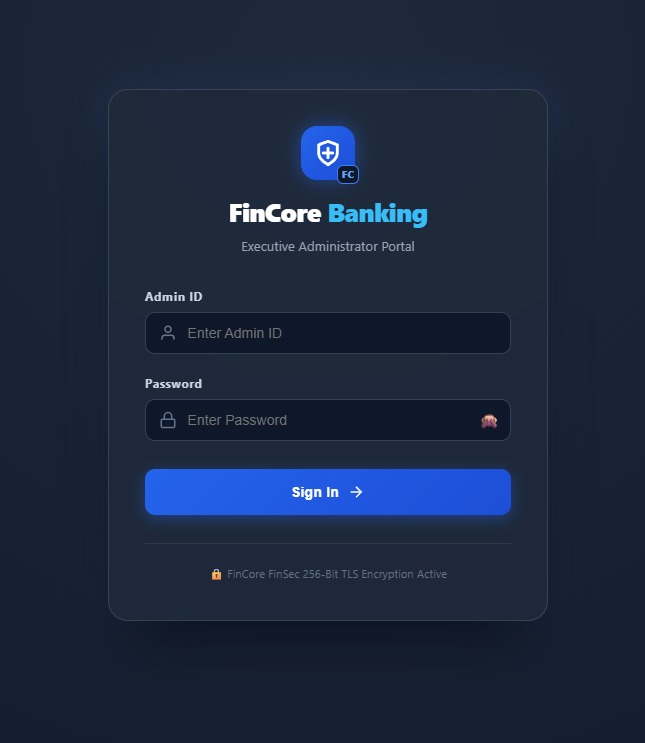 FC
FinCore Banking
Executive Administrator Portal
Admin ID
Enter Admin ID
Password
Enter Password
Sign In
FinCore FinSec 256-Bit TLS Encryption Active